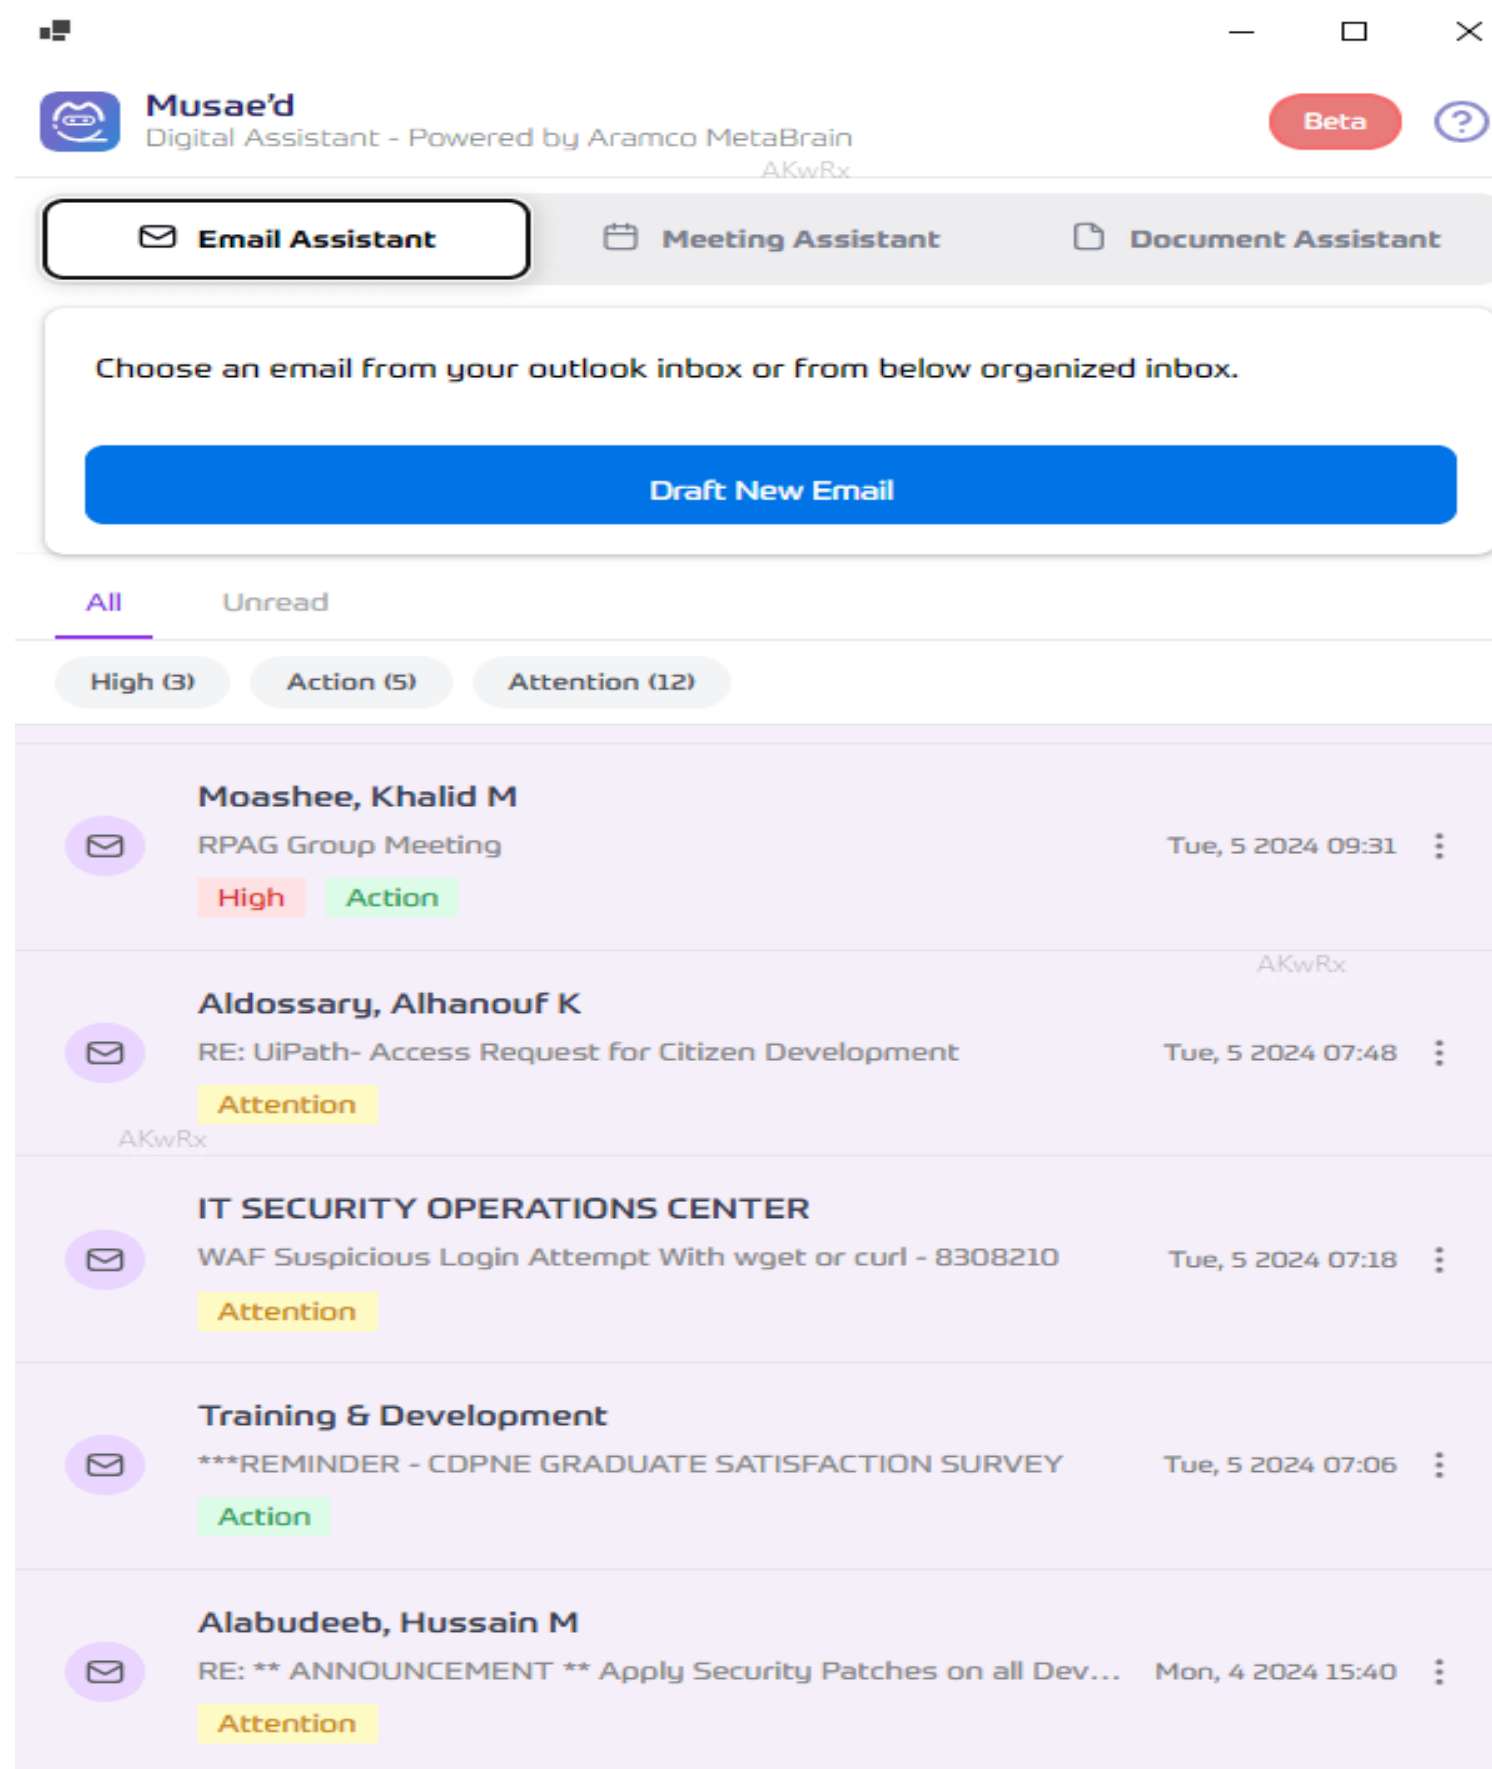 Musae'd
Digital Assistant - Powered by Aramco MetaBrain
Beta
?
AKwRx
Email Assistant
Meeting Assistant
Document Assistant
Choose an email from your outlook inbox or from below organized inbox.
Draft New Email
All
Unread
High (3)
Action (5)
Attention (12)
Moashee, Khalid M
RPAG Group Meeting
Tue, 5 2024 09:31
High
Action
AKwRx
Aldossary, Alhanouf K
RE: UiPath- Access Request for Citizen Development
Tue, 5 2024 07:48
Attention
AKwRx
IT SECURITY OPERATIONS CENTER
WAF Suspicious Login Attempt With wget or curl - 8308210
Tue, 5 2024 07:18
Attention
Training & Development
***REMINDER - CDPNE GRADUATE SATISFACTION SURVEY
Tue, 5 2024 07:06
Action
Alabudeeb, Hussain M
RE: ** ANNOUNCEMENT ** Apply Security Patches on all Dev...
Mon, 4 2024 15:40
Attention